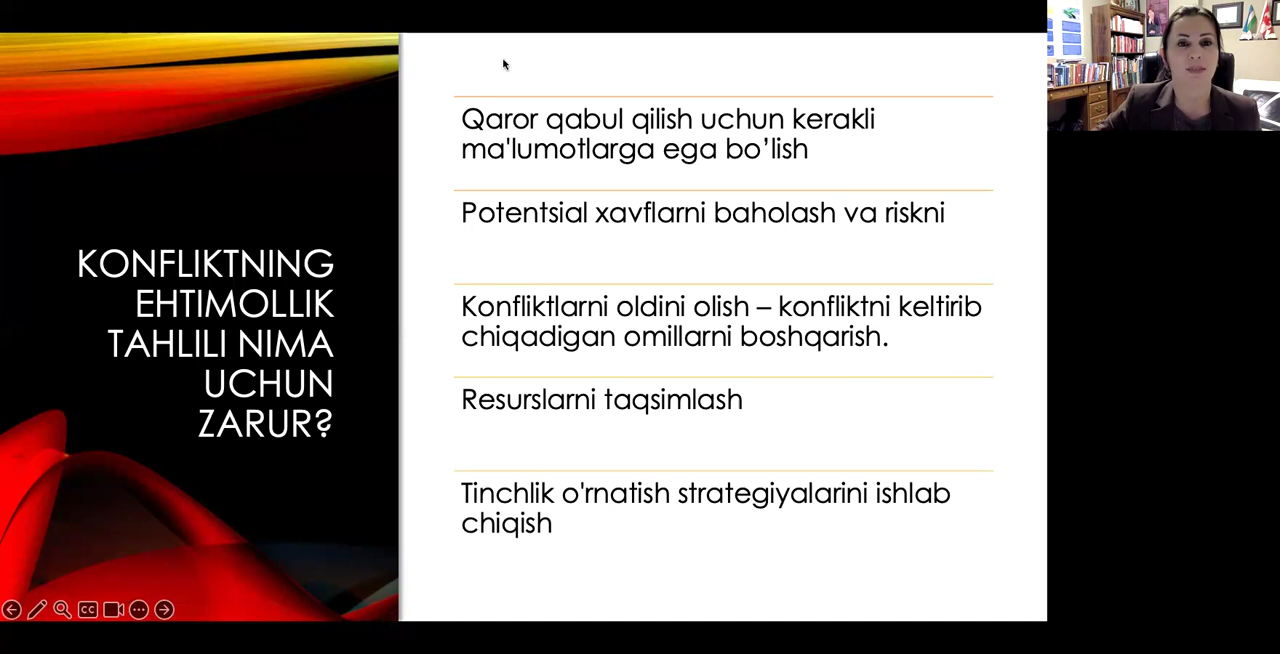 KONFLIKTNING
EHTIMOLLIK
TAHLILI NIMA
UCHUN
ZARUR?
Qaror qabul qilish uchun kerakli
ma'lumotlarga ega bo’lish
Potentsial xavflarni baholash va riskni
Konfliktlarni oldini olish – konfliktni keltirib
chiqadigan omillarni boshqarish.
Resurslarni taqsimlash
Tinchlik o'rnatish strategiyalarini ishlab
chiqish
CC